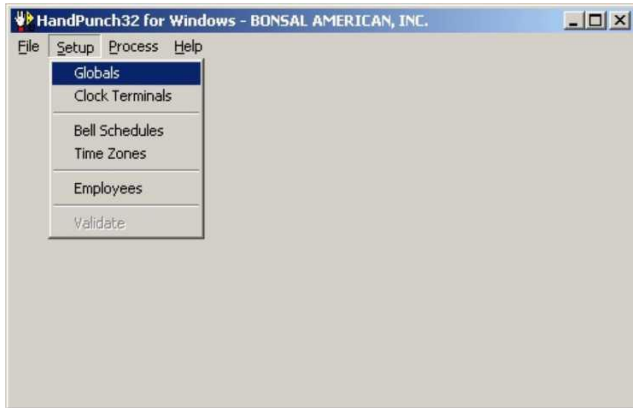 HandPunch32 for Windows - BONSAL AMERICAN, INC.
File Setup Process Help
Globals
Clock Terminals
Bell Schedules
Time Zones
Employees
Validate